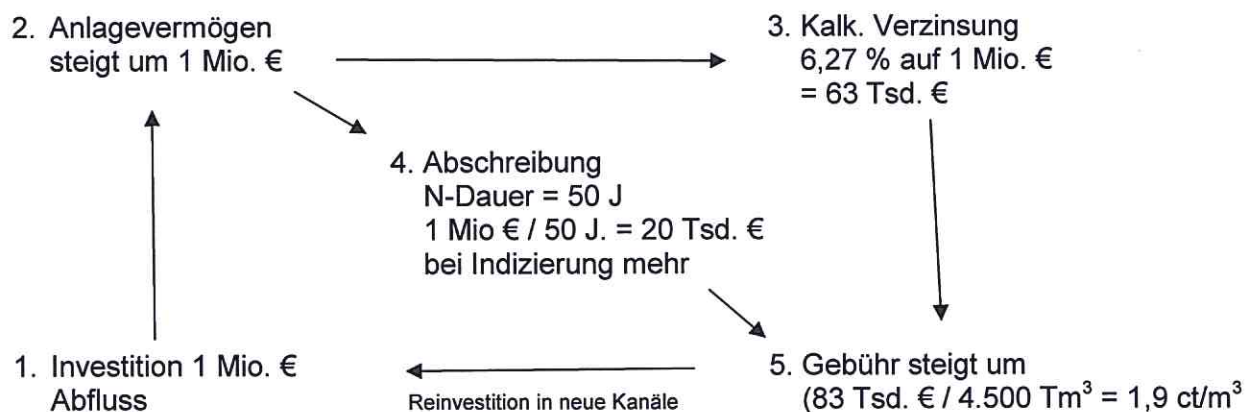 2. Anlagevermögen
steigt um 1 Mio. €
3. Kalk. Verzinsung
6,27 % auf 1 Mio. €
= 63 Tsd. €
4. Abschreibung
N-Dauer = 50 J
1 Mio € / 50 J. = 20 Tsd. €
bei Indizierung mehr
1. Investition 1 Mio. €
Abfluss
Reinvestition in neue Kanäle
5. Gebühr steigt um
(83 Tsd. € / 4.500 Tm³ = 1,9 ct/m³